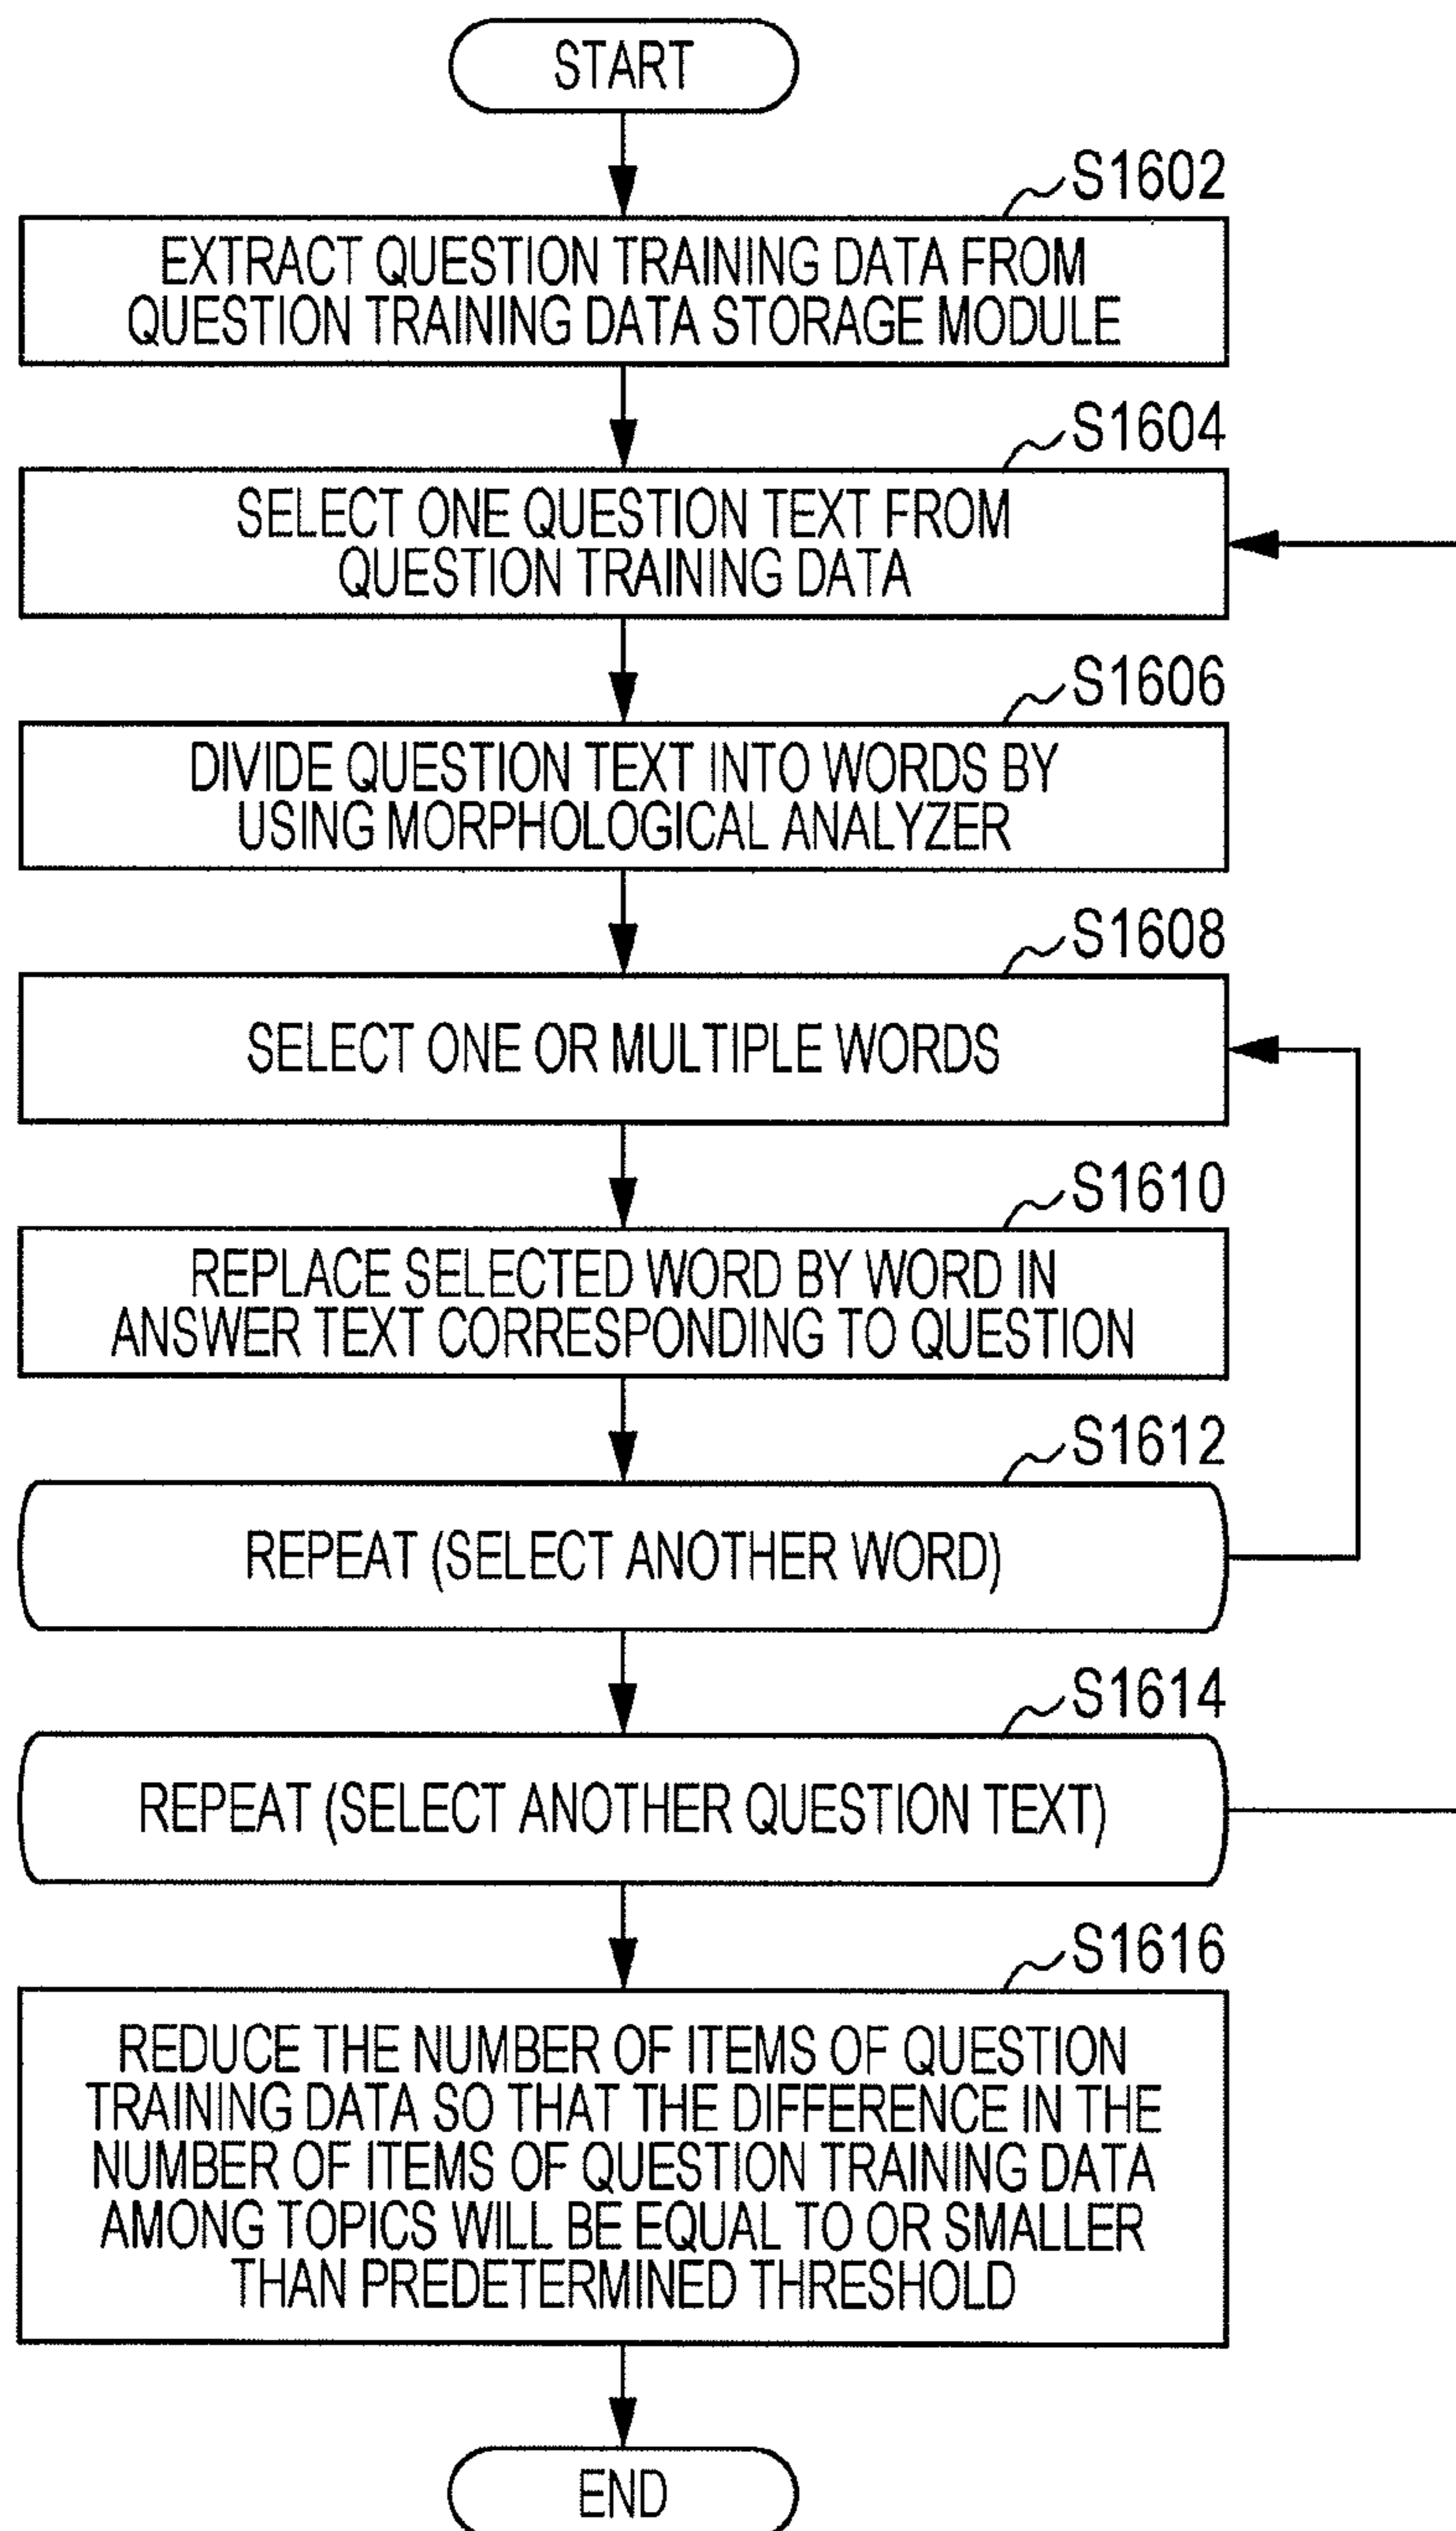 START
S1602
EXTRACT QUESTION TRAINING DATA FROM
QUESTION TRAINING DATA STORAGE MODULE
S1604
SELECT ONE QUESTION TEXT FROM
QUESTION TRAINING DATA
S1606
DIVIDE QUESTION TEXT INTO WORDS BY
USING MORPHOLOGICAL ANALYZER
S1608
SELECT ONE OR MULTIPLE WORDS
S1610
REPLACE SELECTED WORD BY WORD IN
ANSWER TEXT CORRESPONDING TO QUESTION
S1612
REPEAT (SELECT ANOTHER WORD)
S1614
REPEAT (SELECT ANOTHER QUESTION TEXT)
S1616
REDUCE THE NUMBER OF ITEMS OF QUESTION
TRAINING DATA SO THAT THE DIFFERENCE IN THE
NUMBER OF ITEMS OF QUESTION TRAINING DATA
AMONG TOPICS WILL BE EQUAL TO OR SMALLER
THAN PREDETERMINED THRESHOLD
END